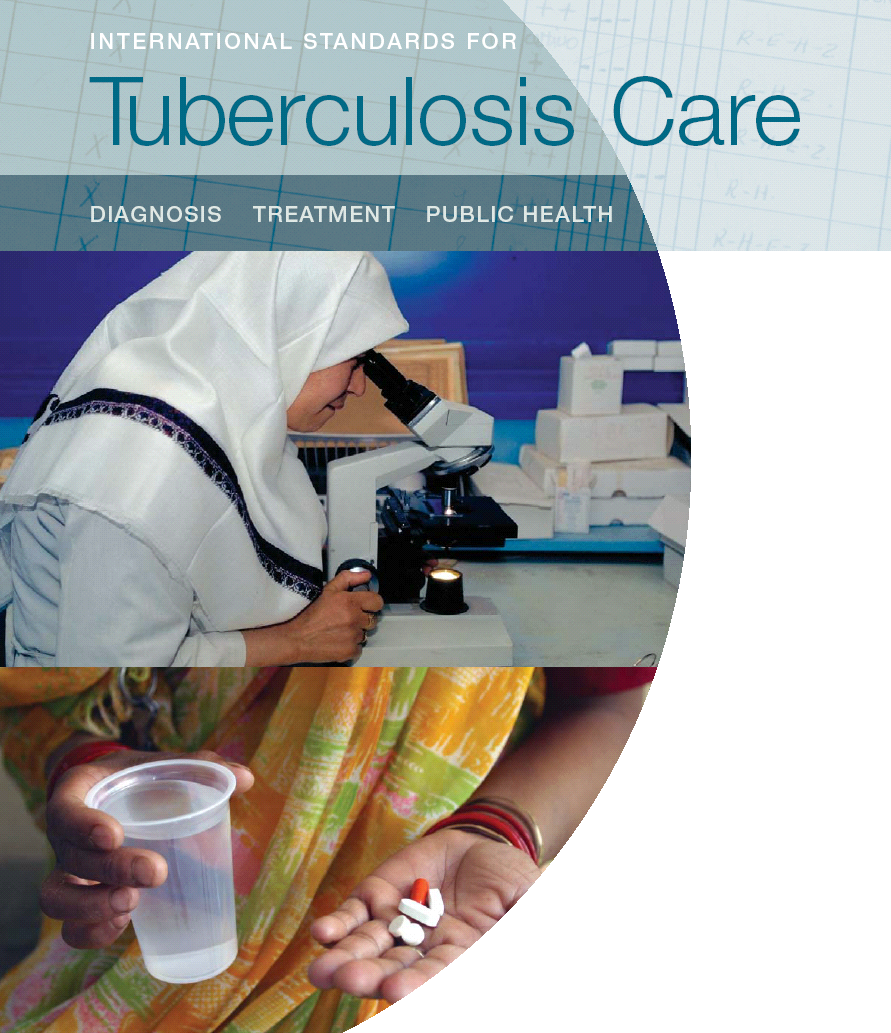 INTERNATIONAL STANDARDS FOR
Tuberculosis Care
DIAGNOSIS TREATMENT PUBLIC HEALTH
R-E-H-Z
R-H.
R-H-E-Z